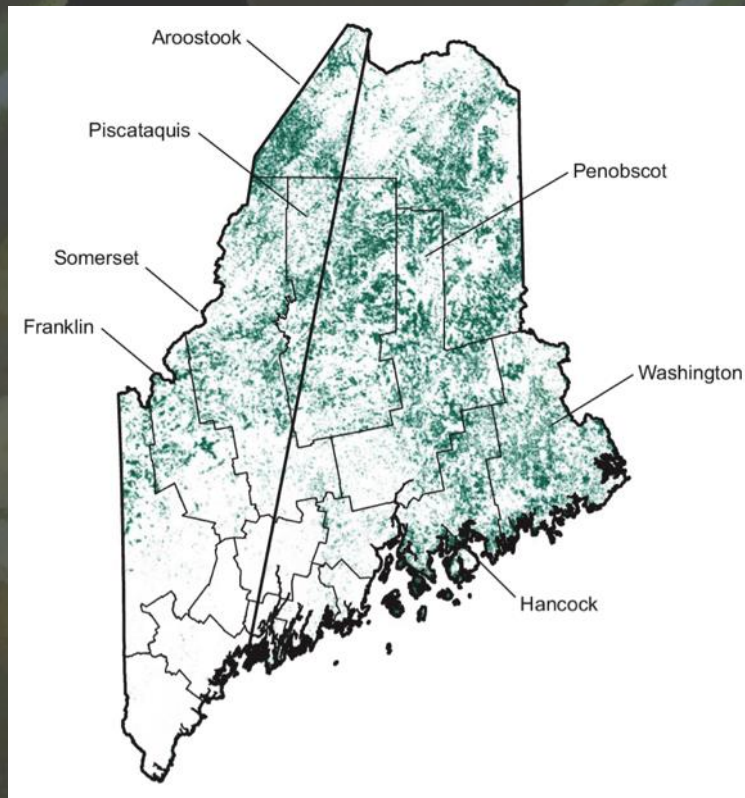 Aroostook
Piscataquis
Penobscot
Somerset
Franklin
Washington
Hancock